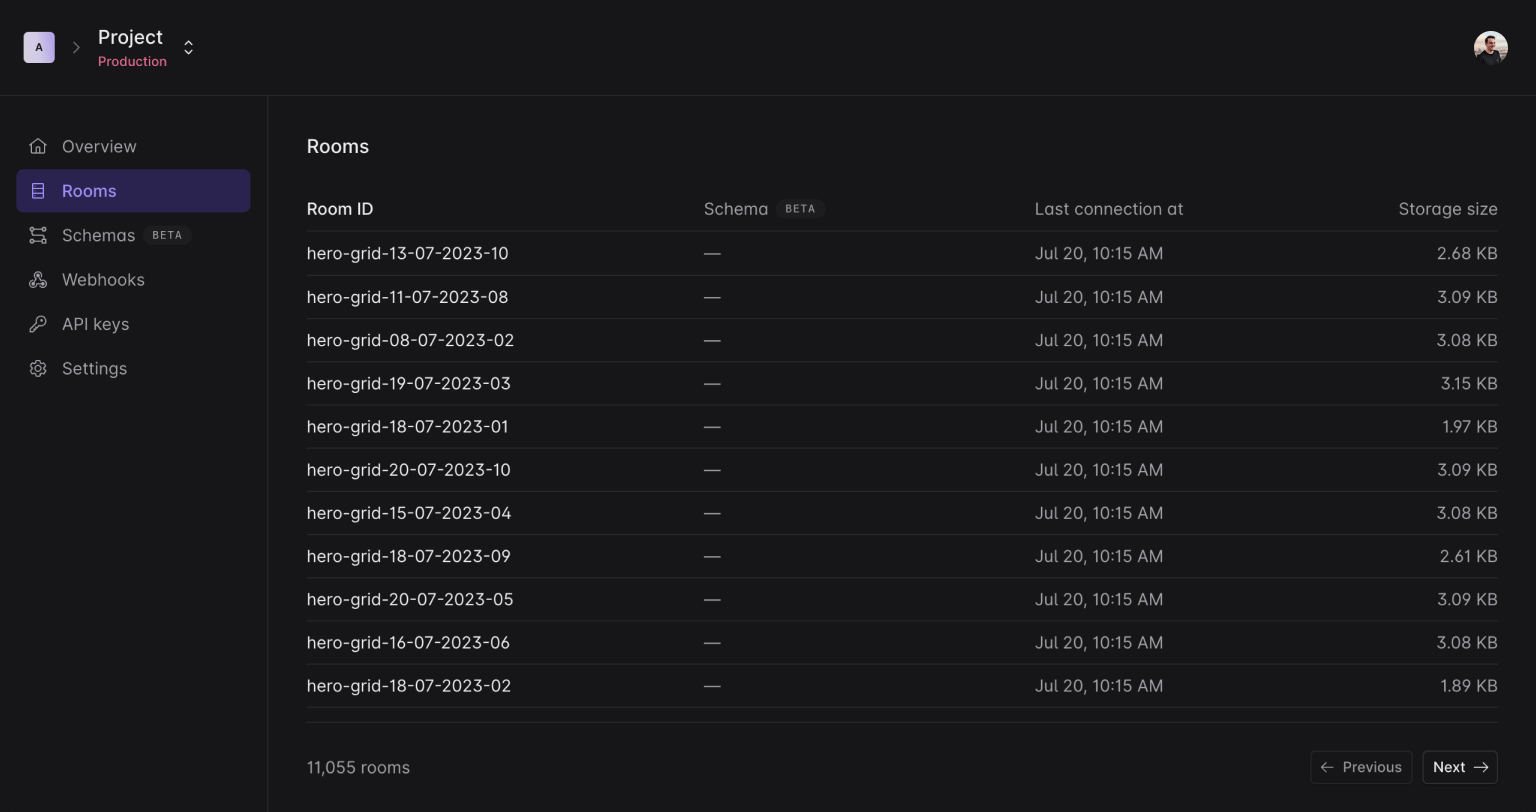 A
Project
Production
Overview
Rooms
Schemas BETA
Webhooks
API keys
Settings
Rooms
Room ID Schema BETA Last connection at Storage size
hero-grid-13-07-2023-10 — Jul 20, 10:15 AM 2.68 KB
hero-grid-11-07-2023-08 — Jul 20, 10:15 AM 3.09 KB
hero-grid-08-07-2023-02 — Jul 20, 10:15 AM 3.08 KB
hero-grid-19-07-2023-03 — Jul 20, 10:15 AM 3.15 KB
hero-grid-18-07-2023-01 — Jul 20, 10:15 AM 1.97 KB
hero-grid-20-07-2023-10 — Jul 20, 10:15 AM 3.09 KB
hero-grid-15-07-2023-04 — Jul 20, 10:15 AM 3.08 KB
hero-grid-18-07-2023-09 — Jul 20, 10:15 AM 2.61 KB
hero-grid-20-07-2023-05 — Jul 20, 10:15 AM 3.09 KB
hero-grid-16-07-2023-06 — Jul 20, 10:15 AM 3.08 KB
hero-grid-18-07-2023-02 — Jul 20, 10:15 AM 1.89 KB
11,055 rooms ← Previous Next →